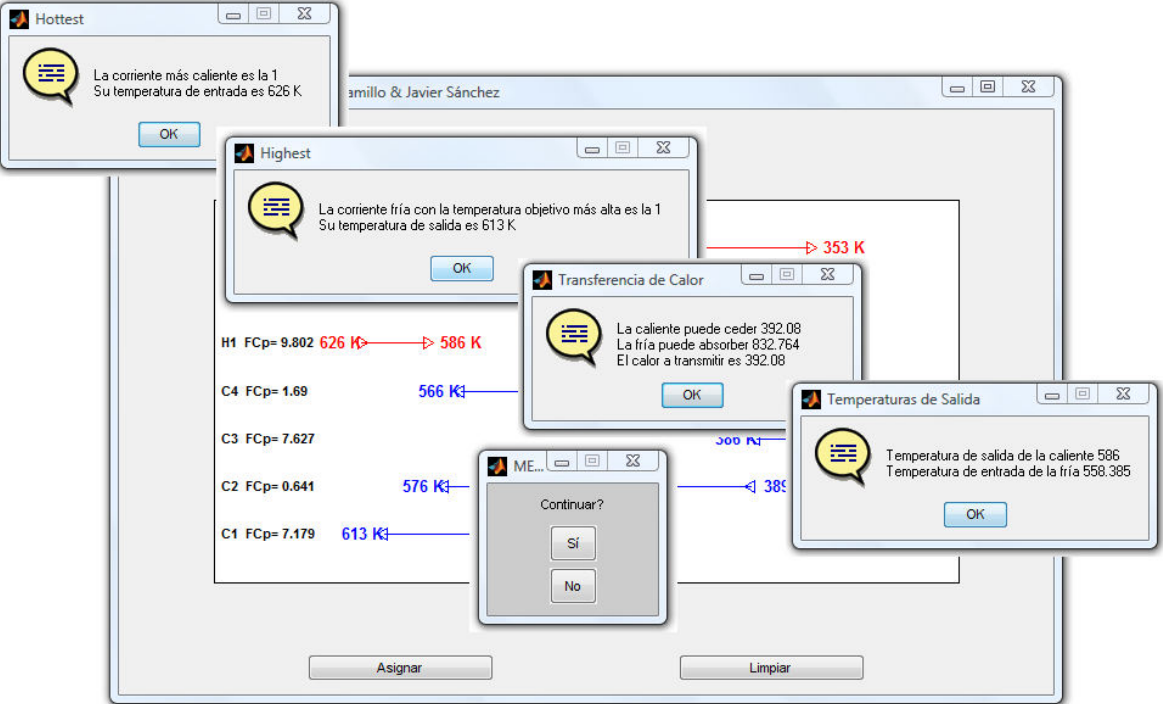 Hottest
La corriente más caliente es la 1
Su temperatura de entrada es 626 K
OK
& Javier Sánchez
Highest
La corriente fría con la temperatura objetivo más alta es la 1
Su temperatura de salida es 613 K
OK
353 K
Transferencia de Calor
La caliente puede ceder 392.08
La fría puede absorber 832.764
El calor a transmitir es 392.08
OK
H1 FCp= 9.802 626 K 586 K
C4 FCp= 1.69 566 K
Temperaturas de Salida
Temperatura de salida de la caliente 586
Temperatura de entrada de la fría 558.385
OK
C3 FCp= 7.627
ME...
Continuar?
Sí
No
C2 FCp= 0.641 576 K 389
C1 FCp= 7.179 613 K
Asignar Limpiar